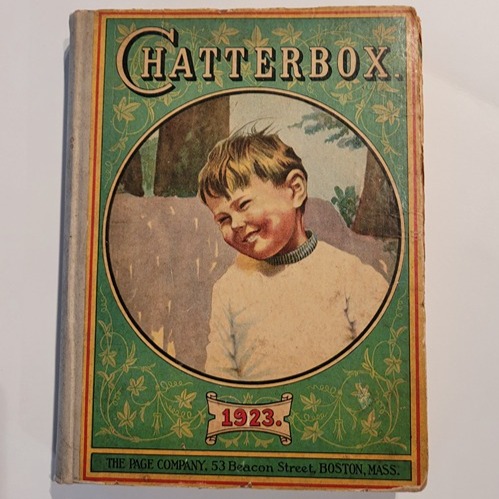 CHATTERBOX.
1923.
THE PAGE COMPANY, 53 Beacon Street, BOSTON, MASS.